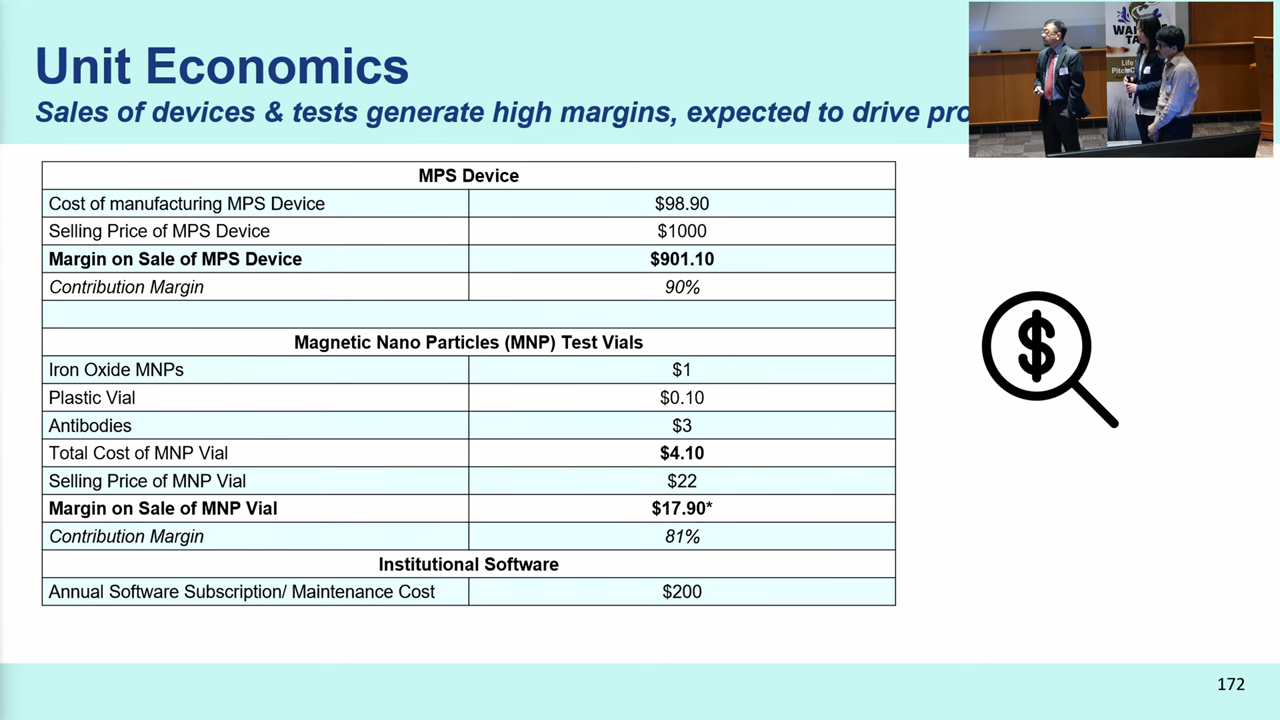 Unit Economics
Sales of devices & tests generate high margins, expected to drive
MPS Device
Cost of manufacturing MPS Device $98.90
Selling Price of MPS Device $1000
Margin on Sale of MPS Device $901.10
Contribution Margin 90%
Magnetic Nano Particles (MNP) Test Vials
Iron Oxide MNPs $1
Plastic Vial $0.10
Antibodies $3
Total Cost of MNP Vial $4.10
Selling Price of MNP Vial $22
Margin on Sale of MNP Vial $17.90*
Contribution Margin 81%
Institutional Software
Annual Software Subscription/ Maintenance Cost $200
$
Life
172